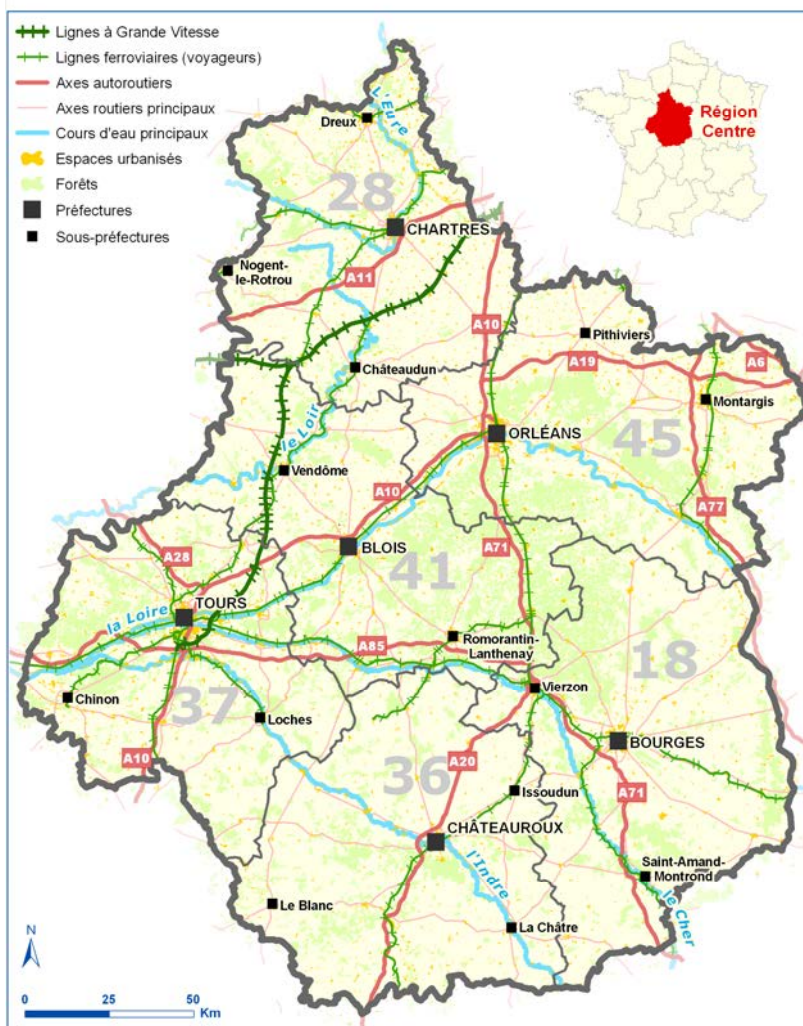 Lignes à Grande Vitesse
Lignes ferroviaires (voyageurs)
Axes autoroutiers
Axes routiers principaux
Cours d'eau principaux
Espaces urbanisés
Forêts
Préfectures
Sous-préfectures
Région
Centre
L'Eure
Dreux
28
CHARTRES
Nogent-
le-Rotrou
A11
A10
Pithiviers
A19
A6
Châteaudun
Montargis
le Loir
ORLÉANS
45
Vendôme
A10
A77
A28
BLOIS
A71
41
TOURS
la Loire
Romorantin-
Lanthenay
A85
18
Chinon
37
Vierzon
Loches
BOURGES
A10
A20
36
Issoudun
A71
CHÂTEAUROUX
l'Indre
Saint-Amand-
Montrond
Le Blanc
le Cher
La Châtre
N
0 25 50
Km